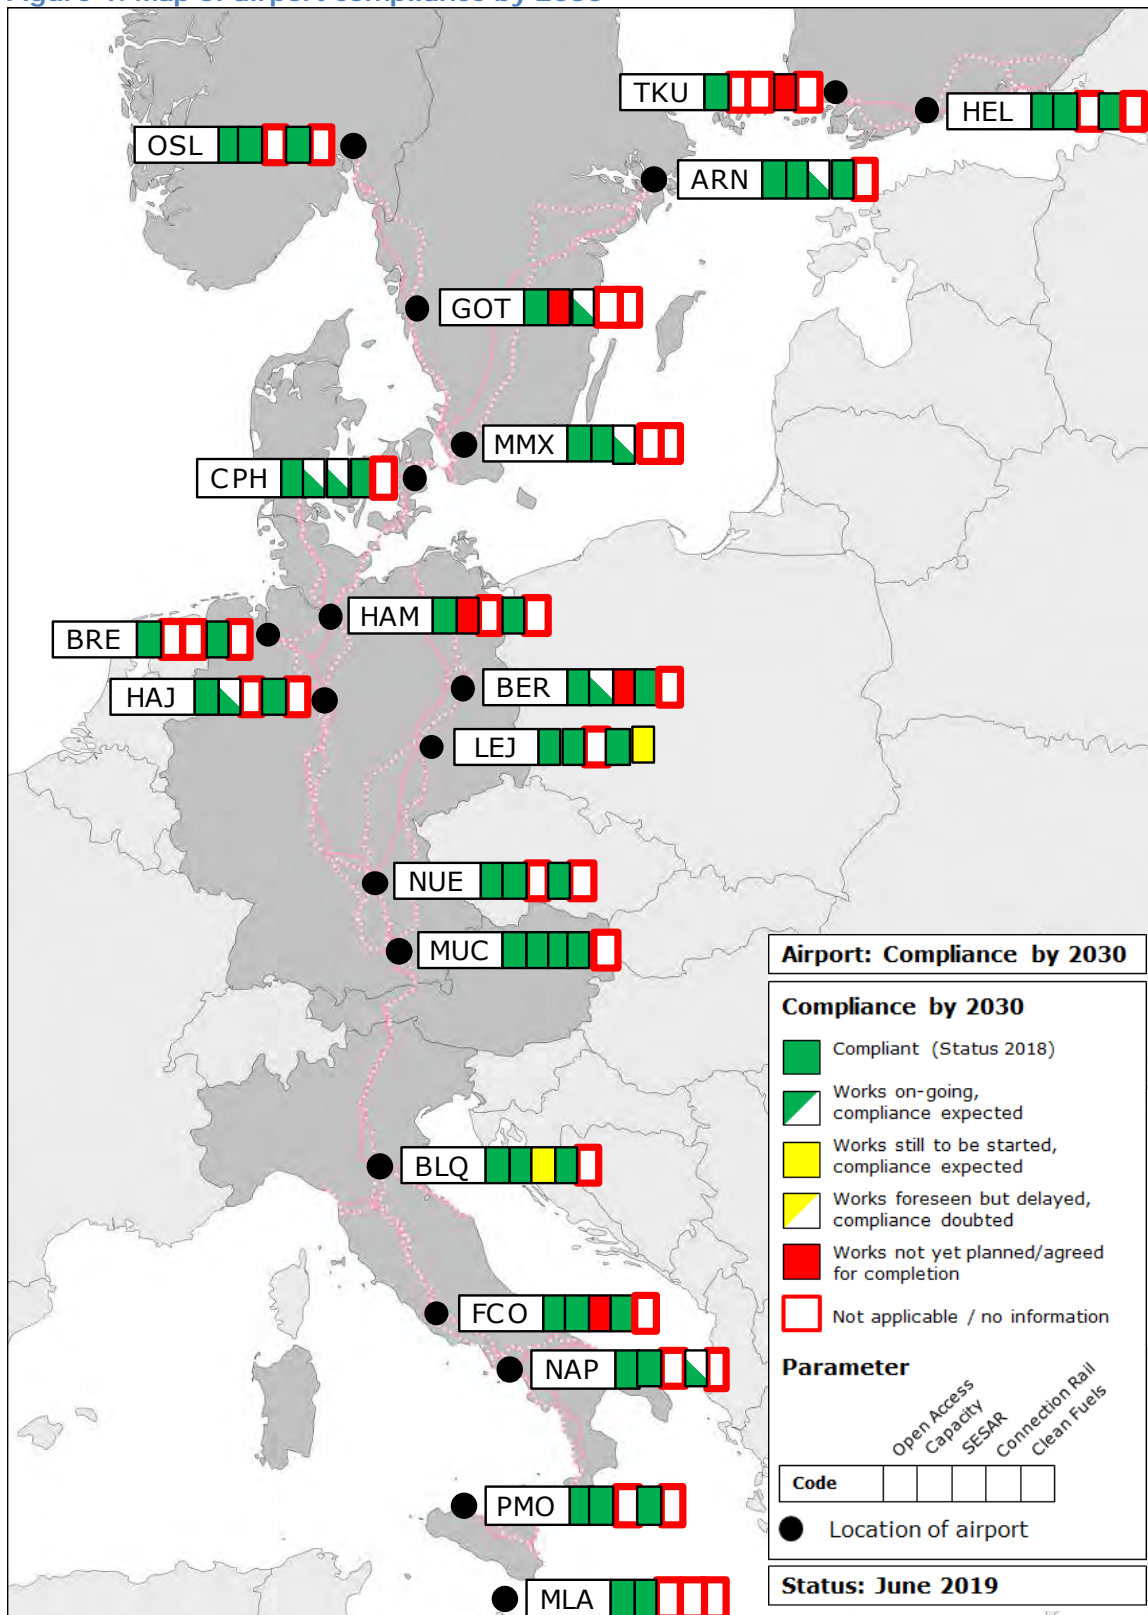 TKU
HEL
OSL
ARN
GOT
MMX
CPH
HAM
BRE
BER
HAJ
LEJ
NUE
MUC
BLQ
FCO
NAP
PMO
MLA
Airport: Compliance by 2030
Compliance by 2030
Compliant (Status 2018)
Works on-going,
compliance expected
Works still to be started,
compliance expected
Works foreseen but delayed,
compliance doubted
Works not yet planned/agreed
for completion
Not applicable / no information
Parameter
Open Access
Capacity
SESAR
Connection Rail
Clean Fuels
Code
Location of airport
Status: June 2019